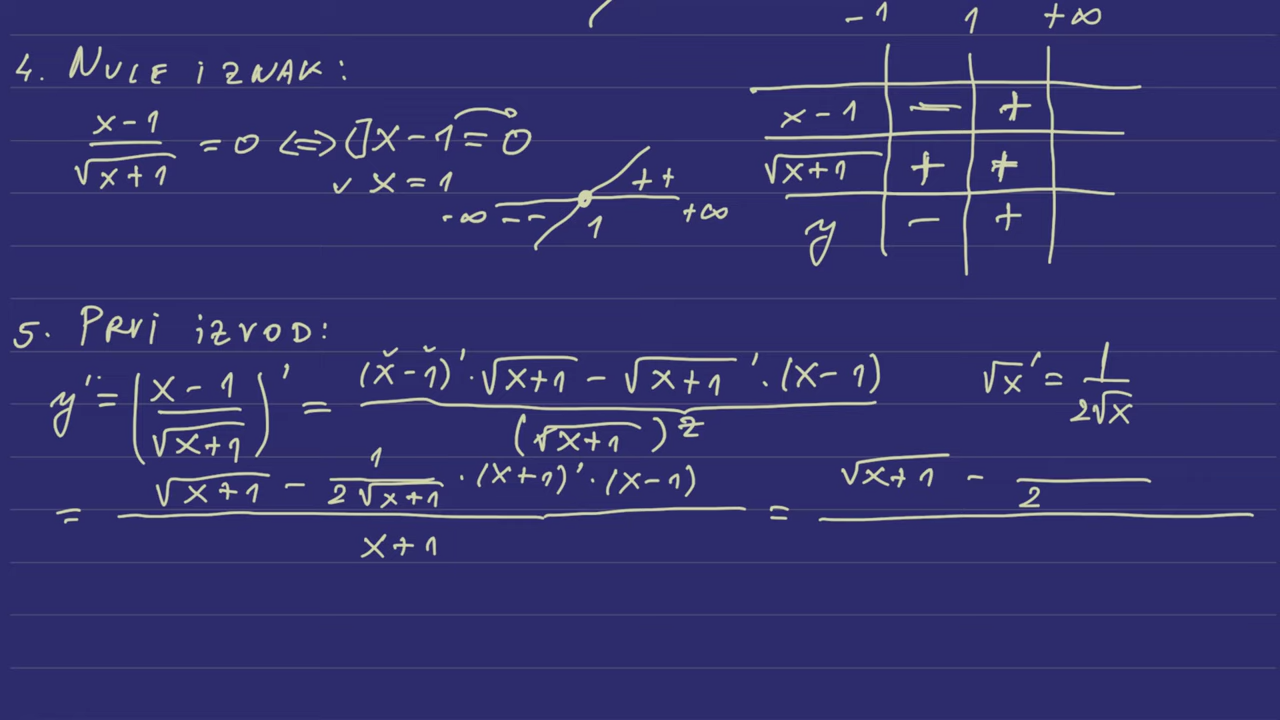 -1 1 +∞
4. NULE i ZNAK:
x-1 / √x+1 = 0 <=> x-1 = 0
✓ x = 1
-∞ -- 1 ++ +∞
x-1 | - | +
√x+1 | + | +
y | - | +
5. PRVI iZVOD:
y' = ( x-1 / √x+1 )' = (x-1)' · √x+1 - √x+1 ' · (x-1) / (√x+1)²
√x ' = 1 / 2√x
= √x+1 - 1 / 2√x+1 · (x+1)' · (x-1) / x+1 = √x+1 - / 2